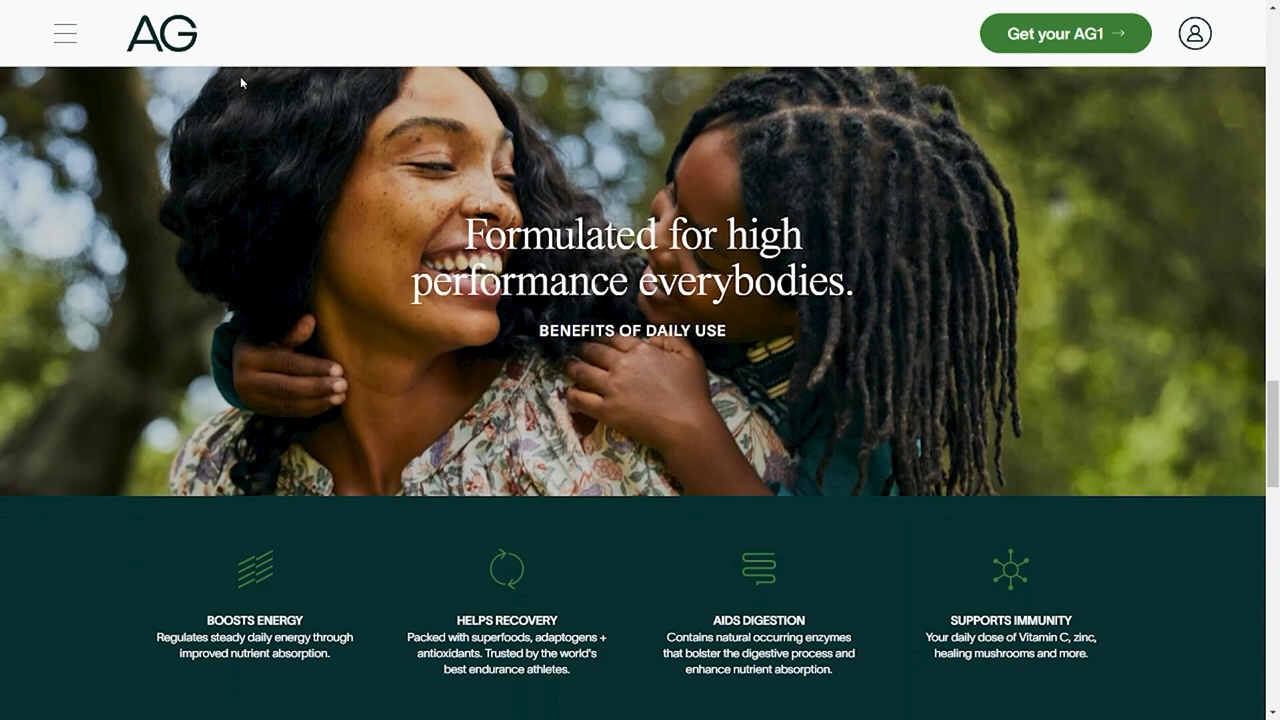 AG
Get your AG1 →
Formulated for high
performance everybodies.
BENEFITS OF DAILY USE
BOOSTS ENERGY
Regulates steady daily energy through
improved nutrient absorption.
HELPS RECOVERY
Packed with superfoods, adaptogens +
antioxidants. Trusted by the world's
best endurance athletes.
AIDS DIGESTION
Contains natural occurring enzymes
that bolster the digestive process and
enhance nutrient absorption.
SUPPORTS IMMUNITY
Your daily dose of Vitamin C, zinc,
healing mushrooms and more.